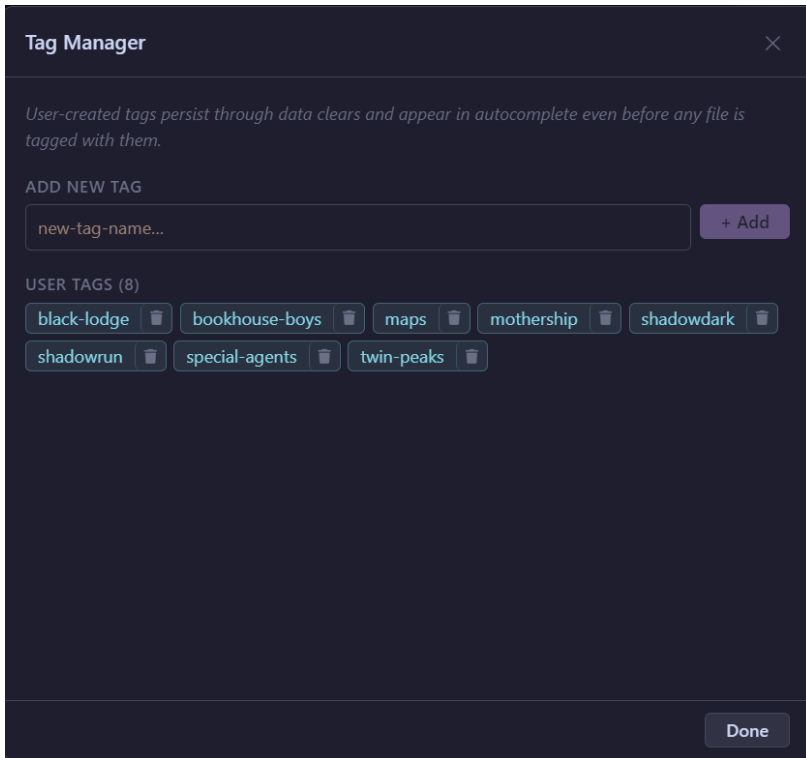 Tag Manager
User-created tags persist through data clears and appear in autocomplete even before any file is
tagged with them.
ADD NEW TAG
new-tag-name...
+ Add
USER TAGS (8)
black-lodge bookhouse-boys maps mothership shadowdark
shadowrun special-agents twin-peaks
Done